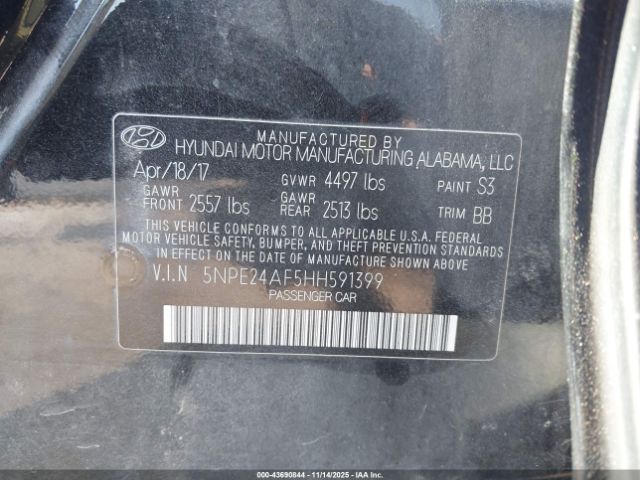 MANUFACTURED BY
HYUNDAI MOTOR MANUFACTURING ALABAMA, LLC
Apr/18/17 GVWR 4497 lbs PAINT S3
GAWR FRONT 2557 lbs GAWR REAR 2513 lbs TRIM BB
THIS VEHICLE CONFORMS TO ALL APPLICABLE U.S.A. FEDERAL
MOTOR VEHICLE SAFETY, BUMPER, AND THEFT PREVENTION STANDARDS
IN EFFECT ON THE DATE OF MANUFACTURE SHOWN ABOVE.
V.I.N 5NPE24AF5HH591399
PASSENGER CAR
000-43690844 - 11/14/2025 - IAAI.COM